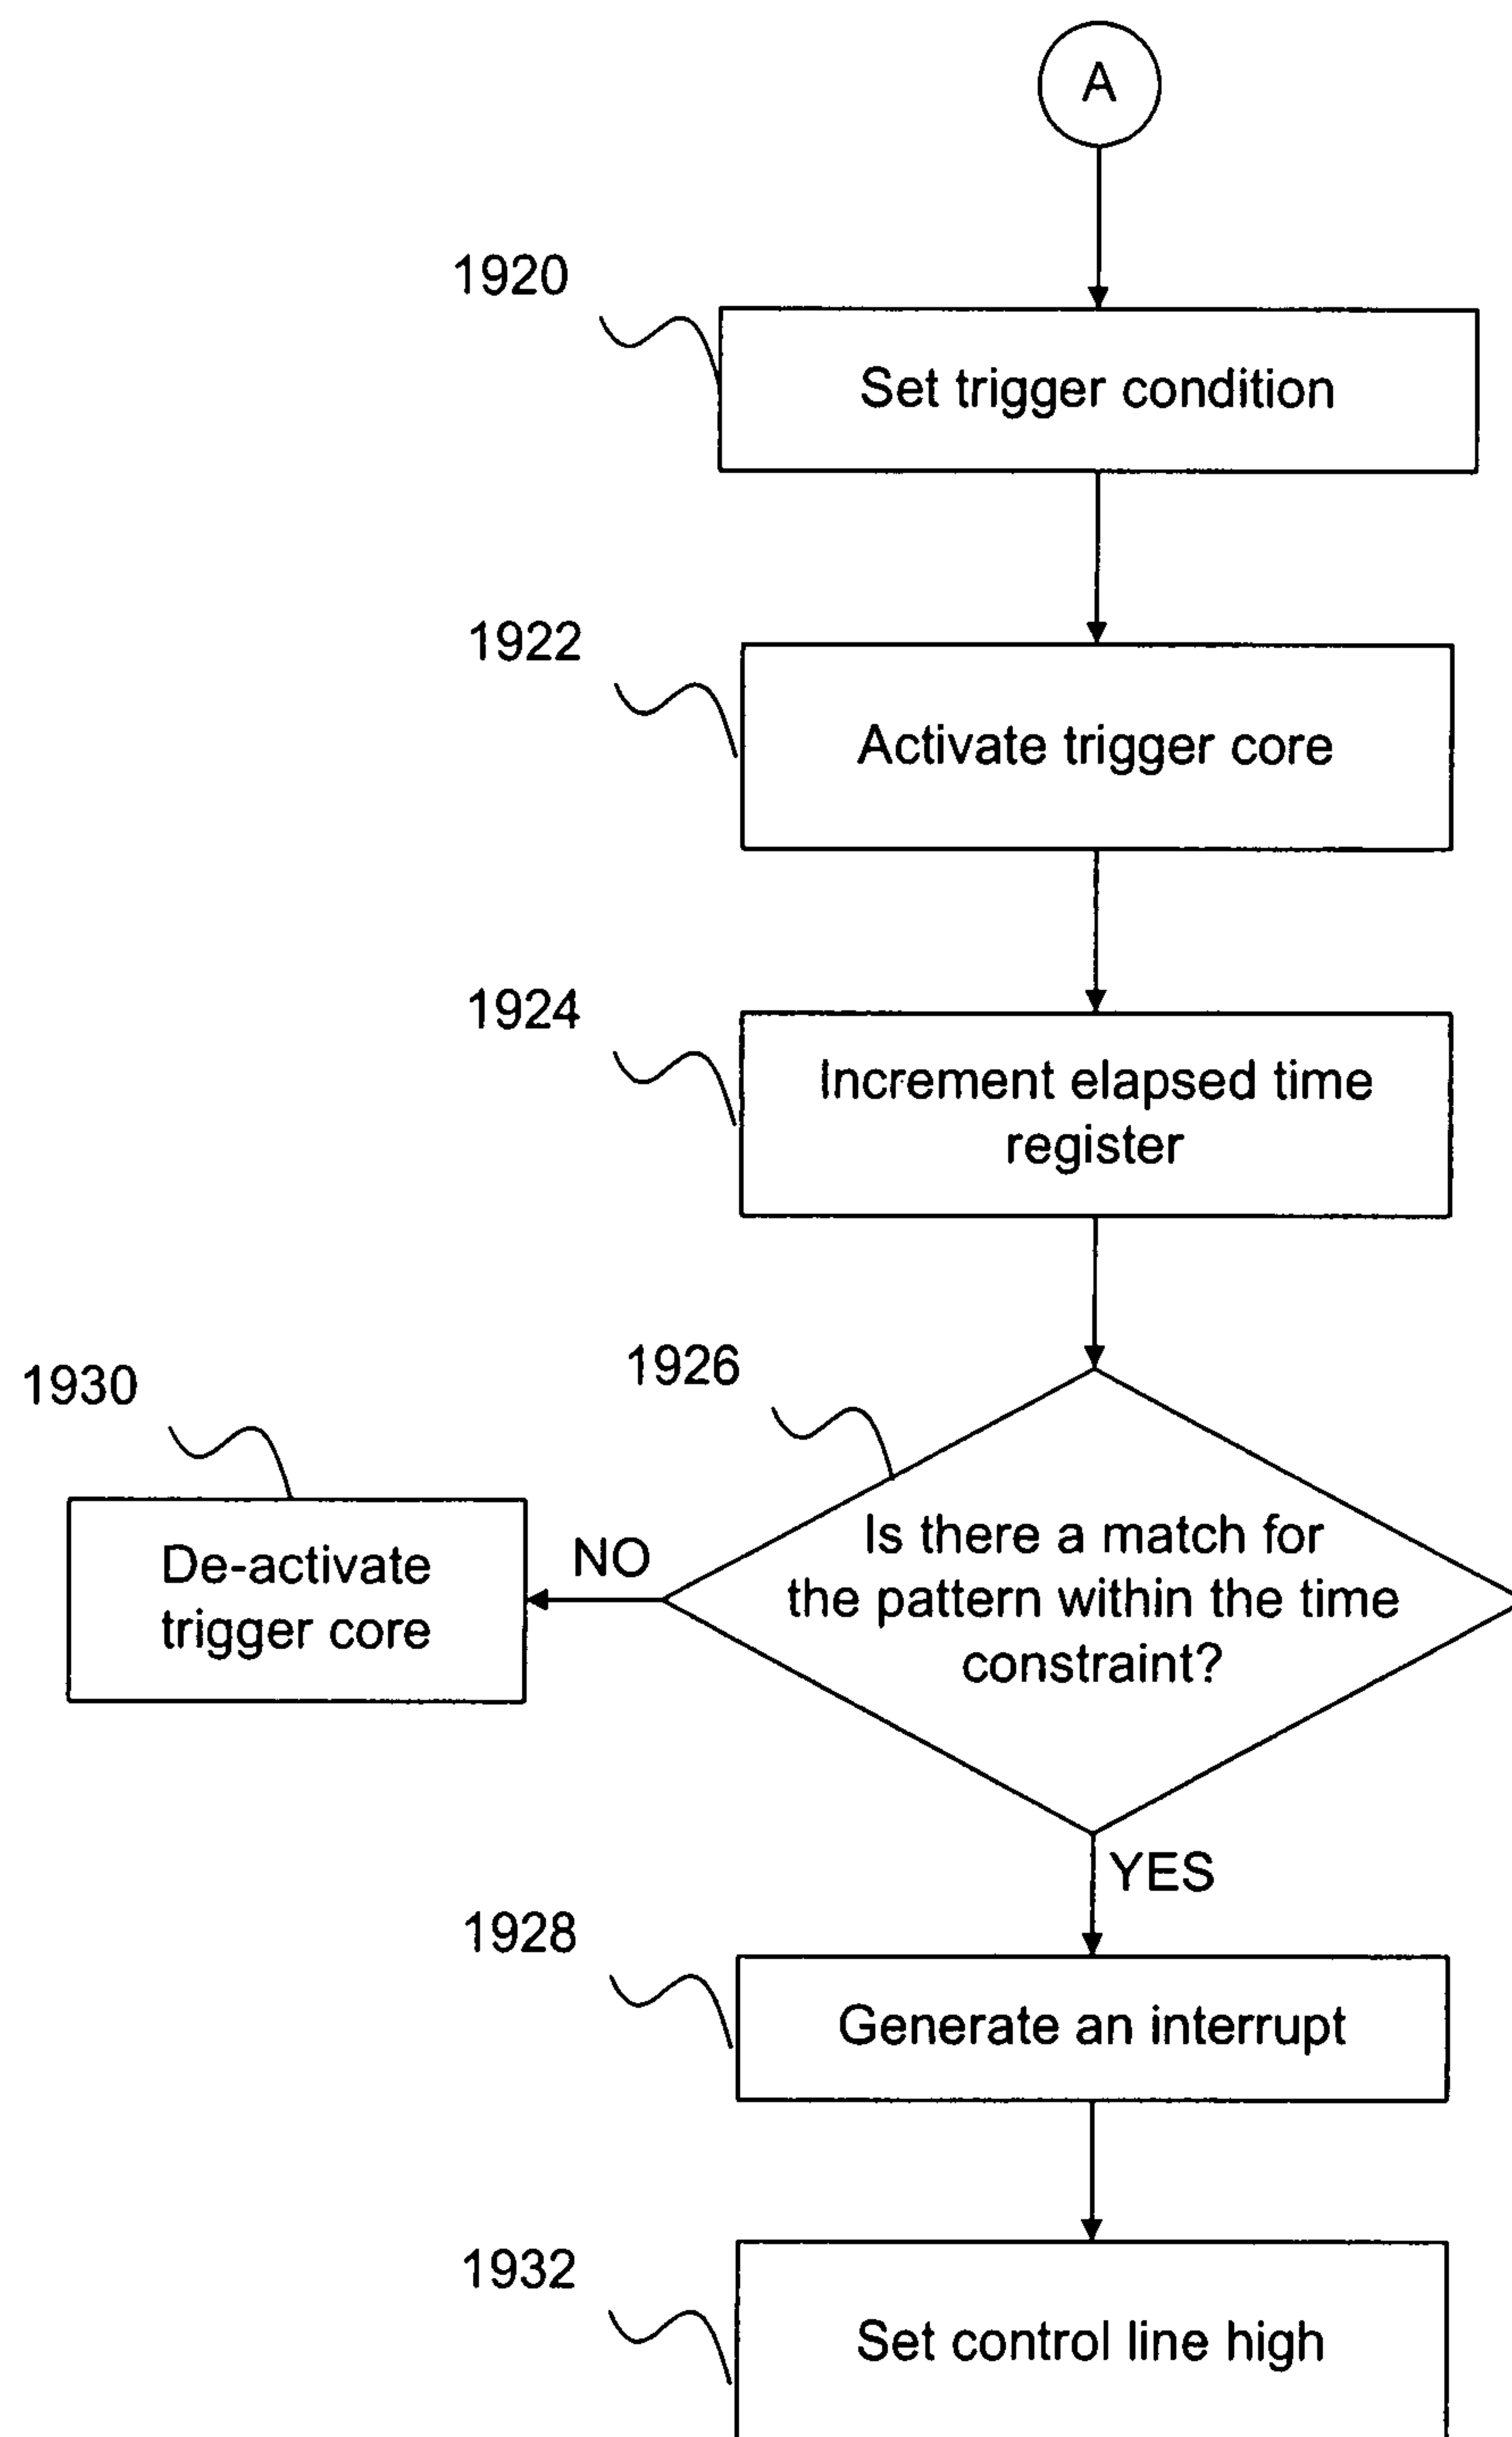 A
1920
Set trigger condition
1922
Activate trigger core
1924
Increment elapsed time
register
1926
1930
Is there a match for
the pattern within the time
constraint?
NO
De-activate
trigger core
YES
1928
Generate an interrupt
1932
Set control line high